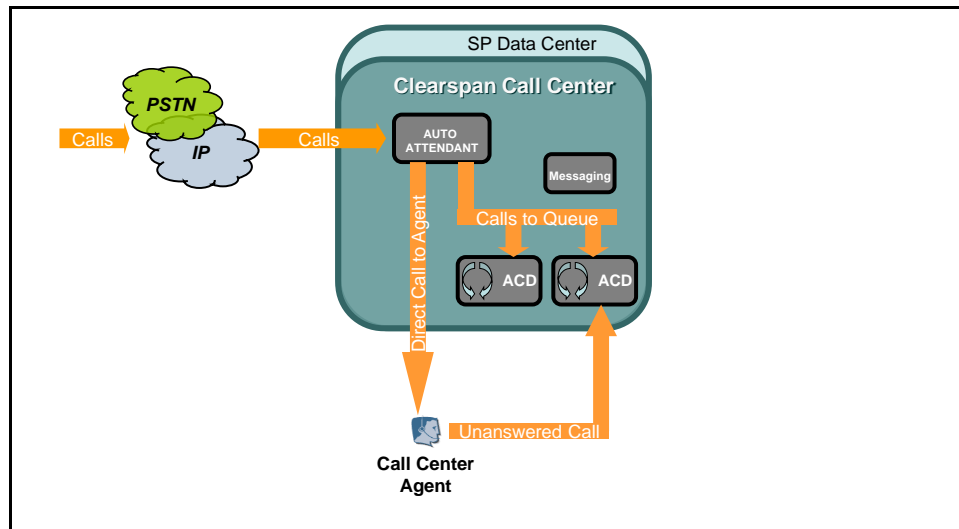 SP Data Center
Clearspan Call Center
PSTN
IP
Calls
Calls
AUTO
ATTENDANT
Messaging
Calls to Queue
Direct Call to Agent
ACD
ACD
Unanswered Call
Call Center
Agent